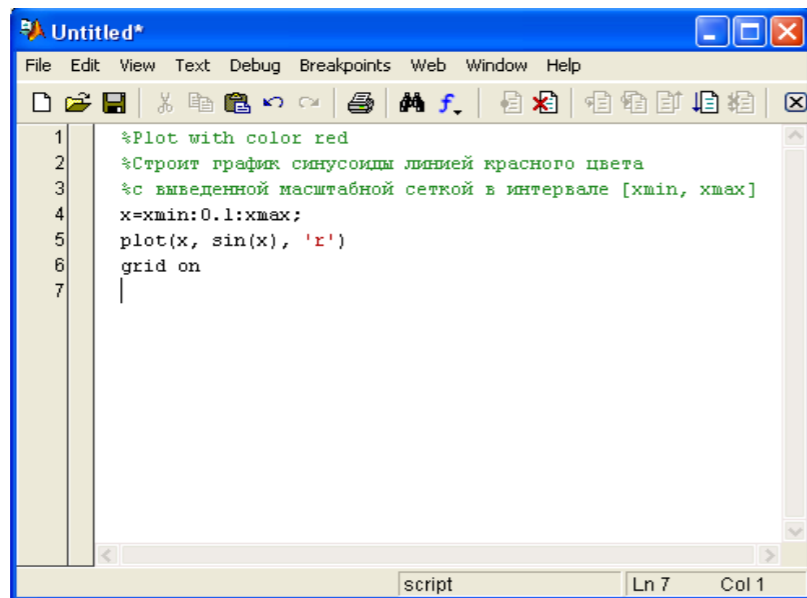 Untitled*
File Edit View Text Debug Breakpoints Web Window Help
1 %Plot with color red
2 %Строит график синусоиды линией красного цвета
3 %с выведенной масштабной сеткой в интервале [xmin, xmax]
4 x=xmin:0.1:xmax;
5 plot(x, sin(x), 'r')
6 grid on
7
script Ln 7 Col 1